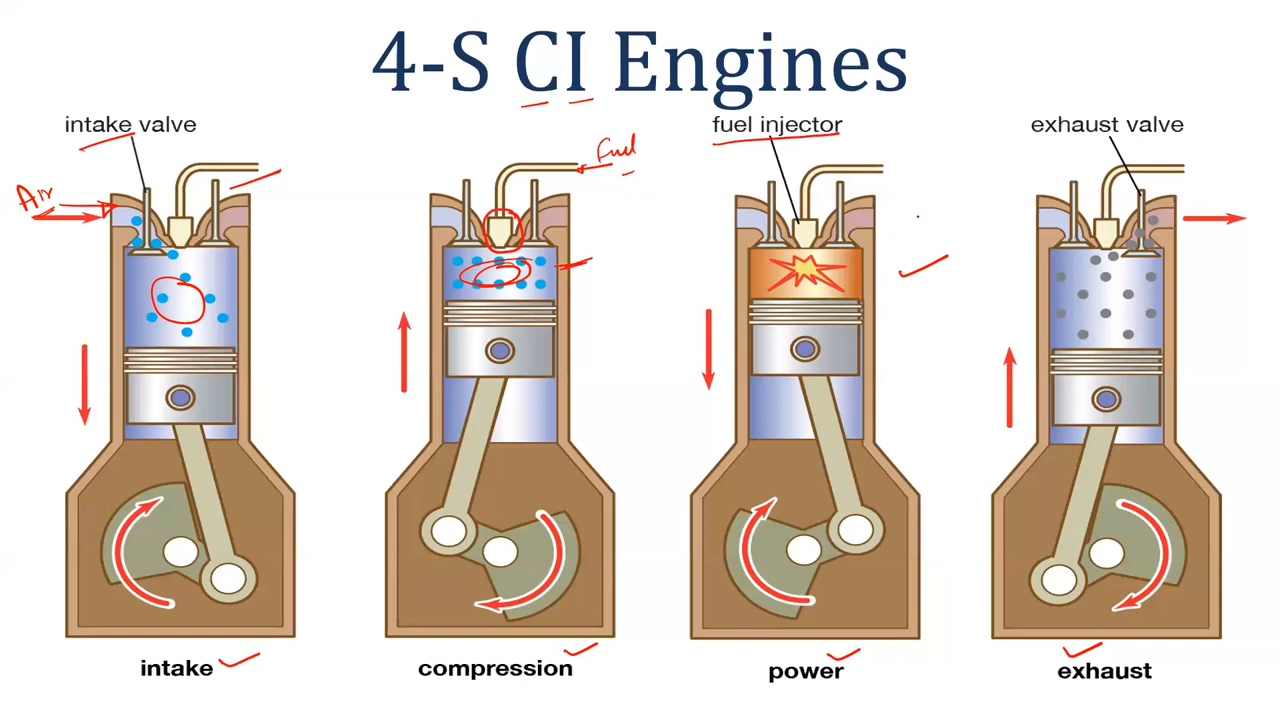 4-S CI Engines
intake valve
fuel injector
exhaust valve
Fuel
Air
intake
compression
power
exhaust